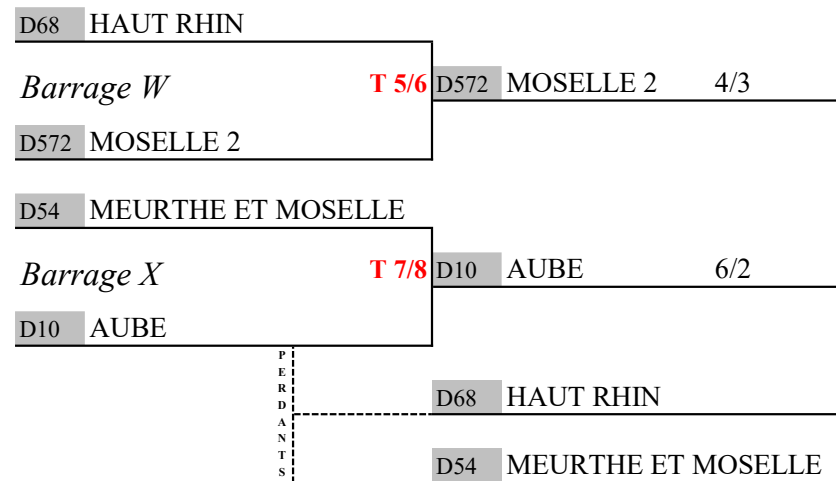 D68 HAUT RHIN
Barrage W T 5/6 D572 MOSELLE 2 4/3
D572 MOSELLE 2
D54 MEURTHE ET MOSELLE
Barrage X T 7/8 D10 AUBE 6/2
D10 AUBE
PERDANTS
D68 HAUT RHIN
D54 MEURTHE ET MOSELLE